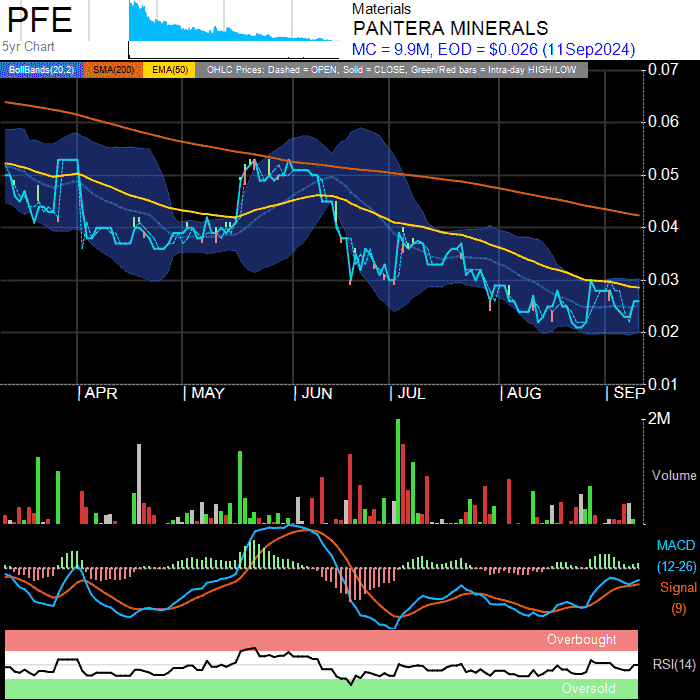 PFE
5yr Chart
Materials
PANTERA MINERALS
MC = 9.9M, EOD = $0.026 (11Sep2024)
BollBands(20,2) SMA(200) EMA(50) OHLC Prices: Dashed = OPEN, Solid = CLOSE, Green/Red bars = Intra-day HIGH/LOW
0.07
0.06
0.05
0.04
0.03
0.02
0.01
APR MAY JUN JUL AUG SEP
2M
Volume
MACD
(12-26)
Signal
(9)
Overbought
RSI(14)
Oversold